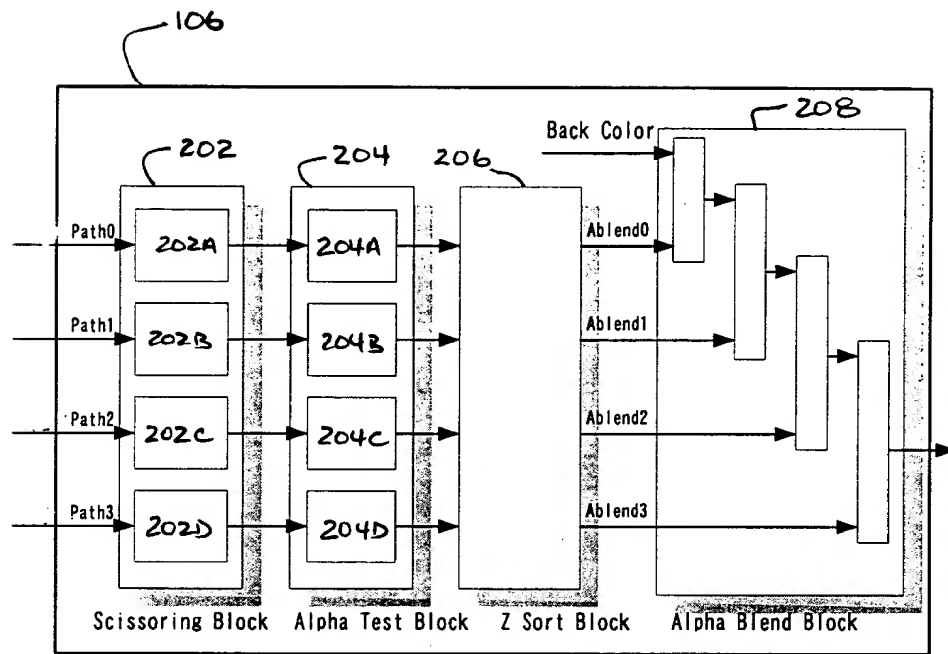 106
208
Back Color
202
204
206
Path0
202A
204A
Ablend0
Path1
202B
204B
Ablend1
Path2
202C
204C
Ablend2
Path3
202D
204D
Ablend3
Scissoring Block
Alpha Test Block
Z Sort Block
Alpha Blend Block